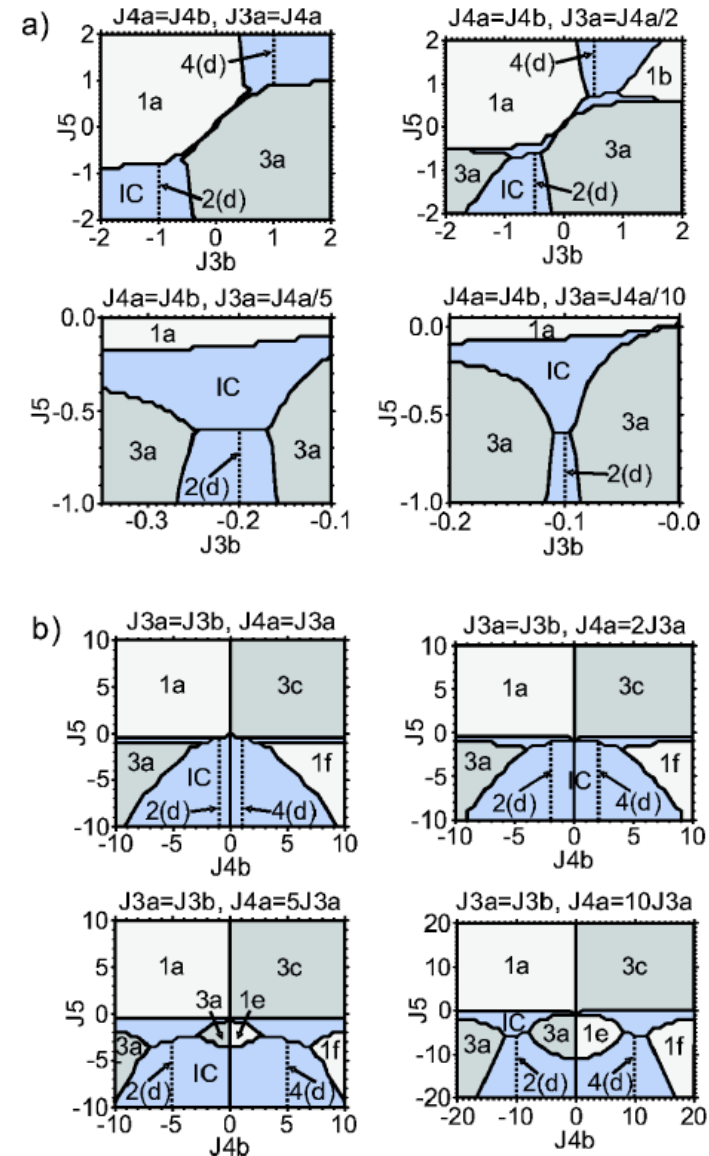 a)
J4a=J4b, J3a=J4a
J4a=J4b, J3a=J4a/2
2
1
0
-1
-2
J5
1a
4(d)
3a
IC
2(d)
-2 -1 0 1 2
J3b
2
1
0
-1
-2
J5
1a
4(d)
1b
3a
3a
IC
2(d)
-2 -1 0 1 2
J3b
J4a=J4b, J3a=J4a/5
J4a=J4b, J3a=J4a/10
0.0
-0.5
-1.0
J5
1a
IC
3a
3a
2(d)
-0.3 -0.2 -0.1
J3b
0.0
-0.5
-1.0
J5
1a
IC
3a
3a
2(d)
-0.2 -0.1 -0.0
J3b
b)
J3a=J3b, J4a=J3a
J3a=J3b, J4a=2J3a
10
5
0
-5
-10
J5
1a
3c
3a
IC
1f
2(d)
4(d)
-10 -5 0 5 10
J4b
10
5
0
-5
-10
J5
1a
3c
3a
IC
1f
2(d)
4(d)
-10 -5 0 5 10
J4b
J3a=J3b, J4a=5J3a
J3a=J3b, J4a=10J3a
10
5
0
-5
-10
J5
1a
3c
3a
1e
3a
1f
IC
2(d)
4(d)
-10 -5 0 5 10
J4b
20
10
0
-10
-20
J5
1a
3c
IC
3a
3a
1e
1f
2(d)
4(d)
-20 -10 0 10 20
J4b